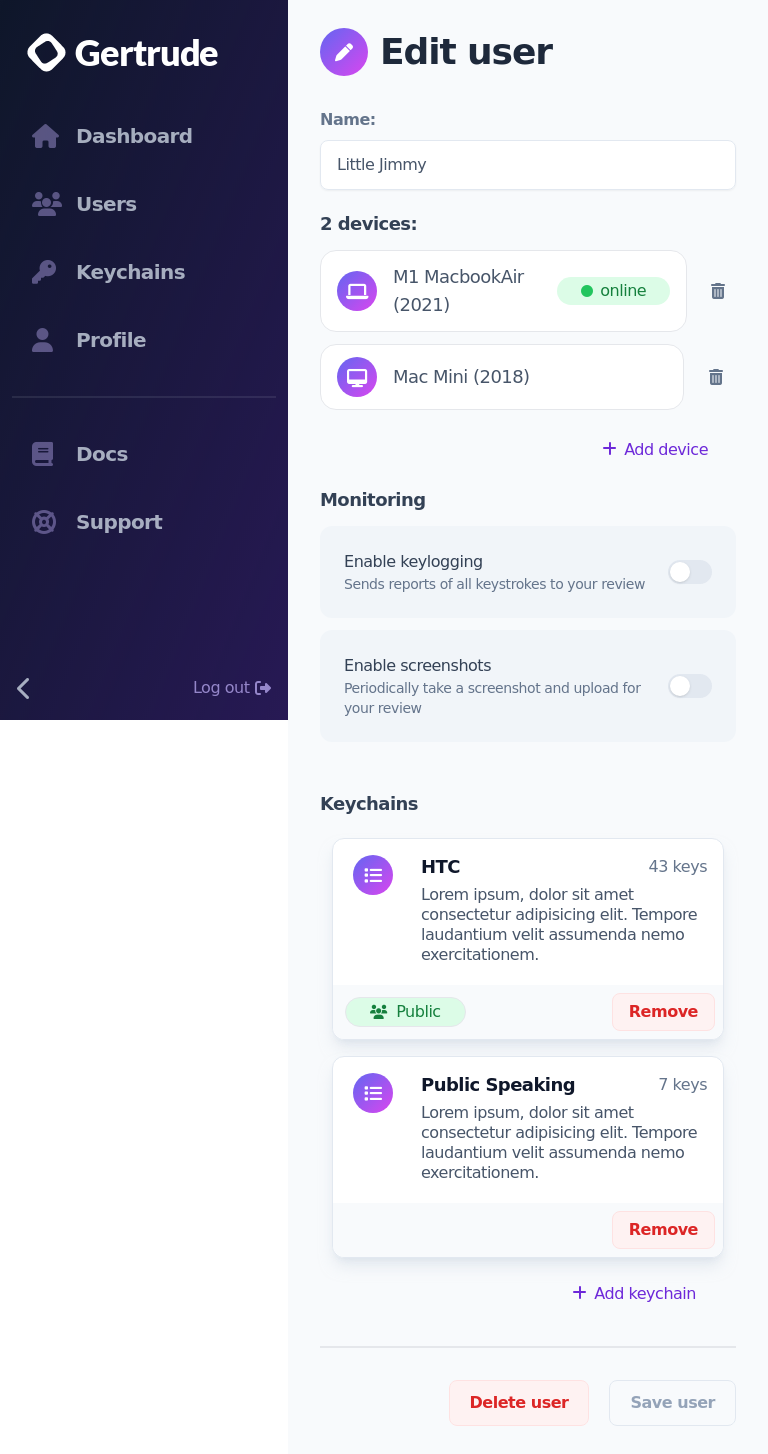 Gertrude
Dashboard
Users
Keychains
Profile
Docs
Support
Log out
Edit user
Name:
Little Jimmy
2 devices:
M1 MacbookAir
(2021)
online
Mac Mini (2018)
Add device
Monitoring
Enable keylogging
Sends reports of all keystrokes to your review
Enable screenshots
Periodically take a screenshot and upload for
your review
Keychains
HTC
43 keys
Lorem ipsum, dolor sit amet
consectetur adipisicing elit. Tempore
laudantium velit assumenda nemo
exercitationem.
Public
Remove
Public Speaking
7 keys
Lorem ipsum, dolor sit amet
consectetur adipisicing elit. Tempore
laudantium velit assumenda nemo
exercitationem.
Remove
Add keychain
Delete user
Save user